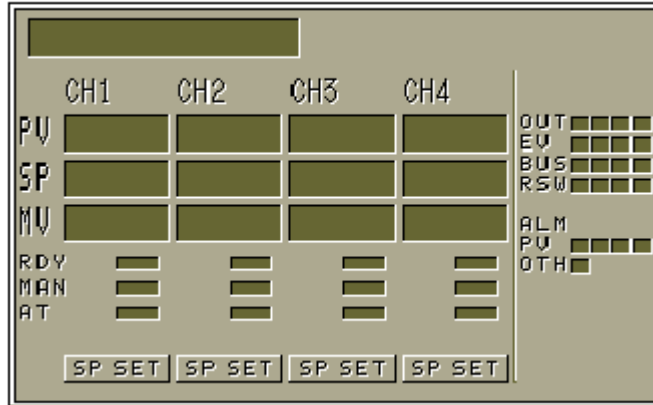 CH1 CH2 CH3 CH4
PV
SP
MV
RDY
MAN
AT
SP SET SP SET SP SET SP SET
OUT
EV
BUS
RSW
ALM
PV
OTH